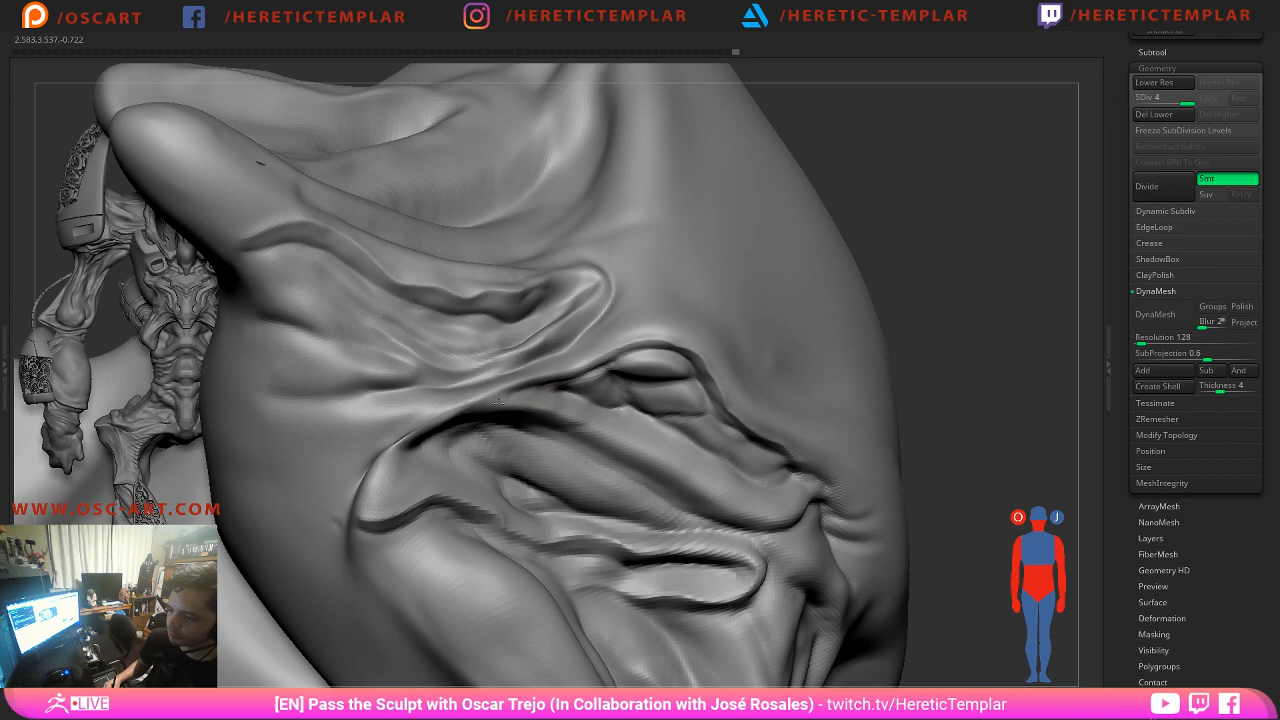 /OSCART
/HERETICTEMPLAR
/HERETICTEMPLAR
/HERETIC-TEMPLAR
/HERETICTEMPLAR
2.583,3.537,-0.722
Subtool
Geometry
Lower Res
Higher Res
SDiv 4
Del Lower
Del Higher
Freeze SubDivision Levels
Reconstruct Subdiv
Convert BPR To Geo
Divide
Smt
Suv
ReUV
Dynamic Subdiv
EdgeLoop
Crease
ShadowBox
ClayPolish
DynaMesh
DynaMesh
Groups
Polish
Blur 2
Project
Resolution 128
SubProjection 0.6
Add
Sub
And
Create Shell
Thickness 4
Tessimate
ZRemesher
Modify Topology
Position
Size
MeshIntegrity
ArrayMesh
NanoMesh
Layers
FiberMesh
Geometry HD
Preview
Surface
Deformation
Masking
Visibility
Polygroups
Contact
WWW.OSC-ART.COM
O
J
LIVE
[EN] Pass the Sculpt with Oscar Trejo (In Collaboration with José Rosales) - twitch.tv/HereticTemplar